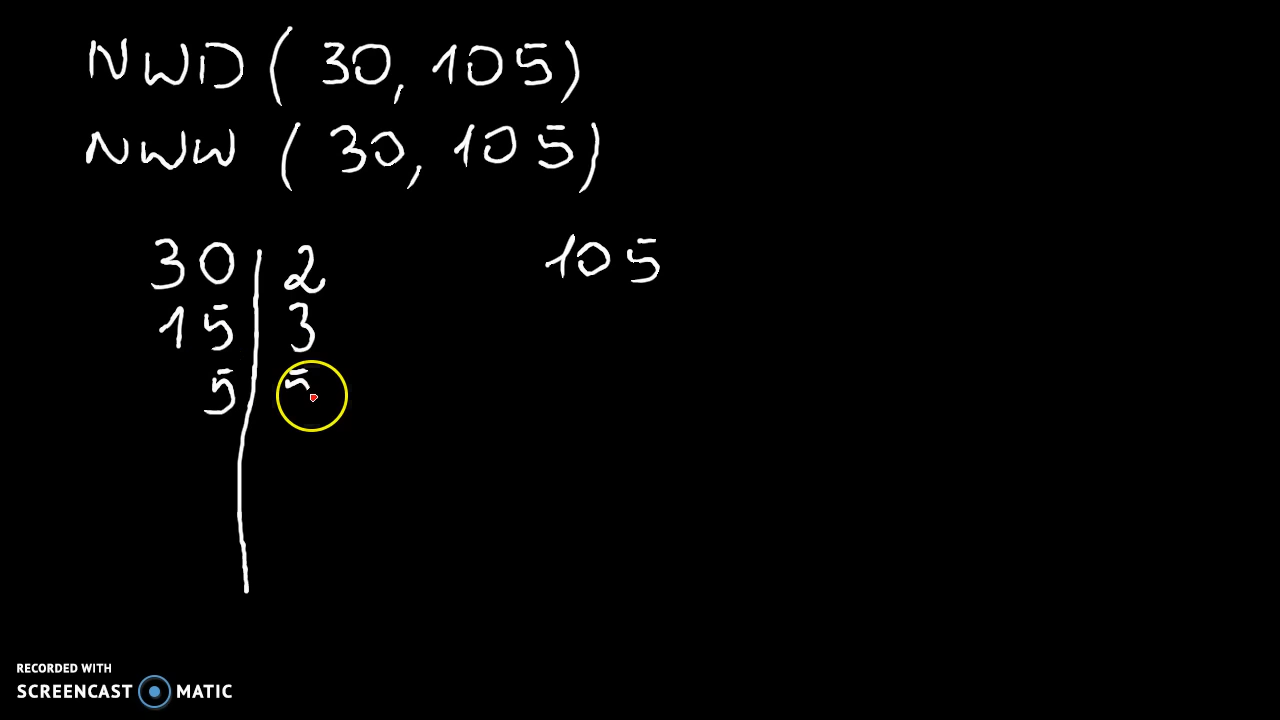 NWD ( 30, 105)
NWW ( 30, 105)
30 | 2 105
15 | 3
5 | 5
RECORDED WITH
SCREENCAST MATIC